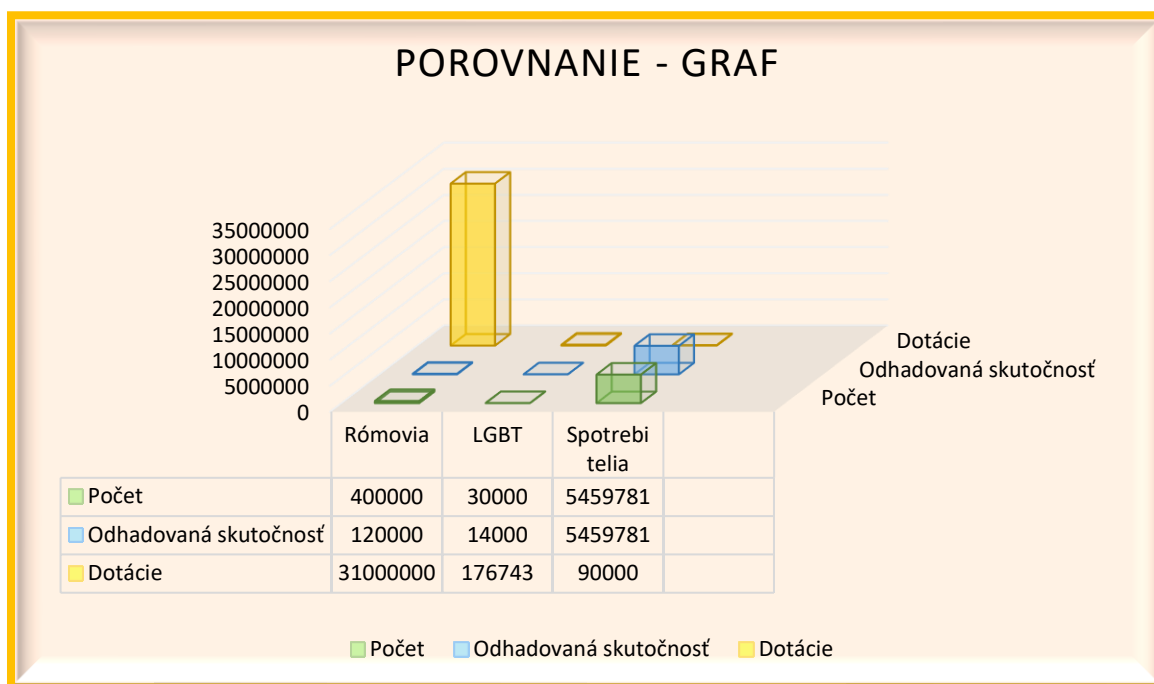 POROVNANIE - GRAF
35000000
30000000
25000000
20000000
15000000
10000000
5000000
0
Dotácie
Odhadovaná skutočnosť
Počet
Rómovia LGBT Spotrebi
telia
Počet 400000 30000 5459781
Odhadovaná skutočnosť 120000 14000 5459781
Dotácie 31000000 176743 90000
Počet Odhadovaná skutočnosť Dotácie